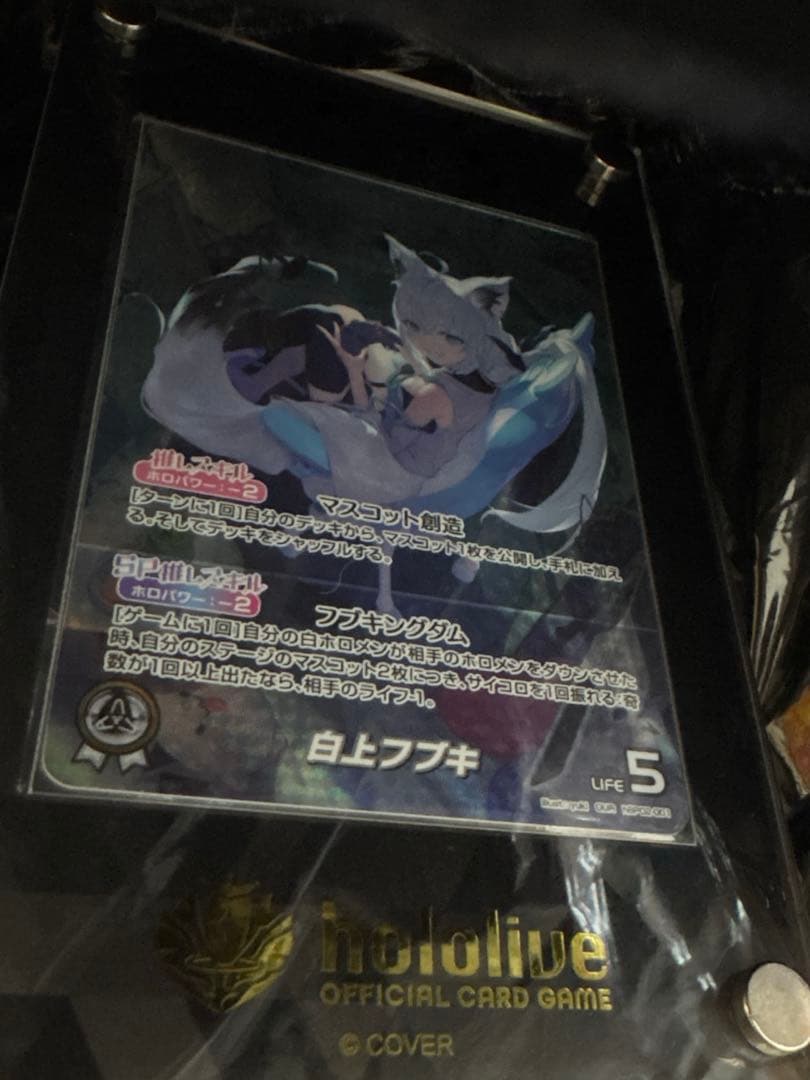 推しスキル
ホロパワー：－2
マスコット創造
[ターンに1回]自分のデッキから、マスコット1枚を公開し、手札に加え
る。そしてデッキをシャッフルする。
SP推しスキル
ホロパワー：－2
フブキングダム
[ゲームに1回]自分の白ホロメンが相手のホロメンをダウンさせた
時、自分のステージのマスコット2枚につき、サイコロを1回振れる：奇
数が1回以上出たなら、相手のライフ-1。
白上フブキ
LIFE 5
Illust: yuki OUR
hololive
OFFICIAL CARD GAME
© COVER